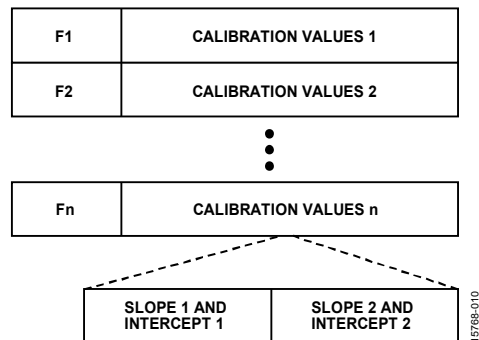 F1 CALIBRATION VALUES 1
F2 CALIBRATION VALUES 2
Fn CALIBRATION VALUES n
SLOPE 1 AND
INTERCEPT 1
SLOPE 2 AND
INTERCEPT 2
15768-010